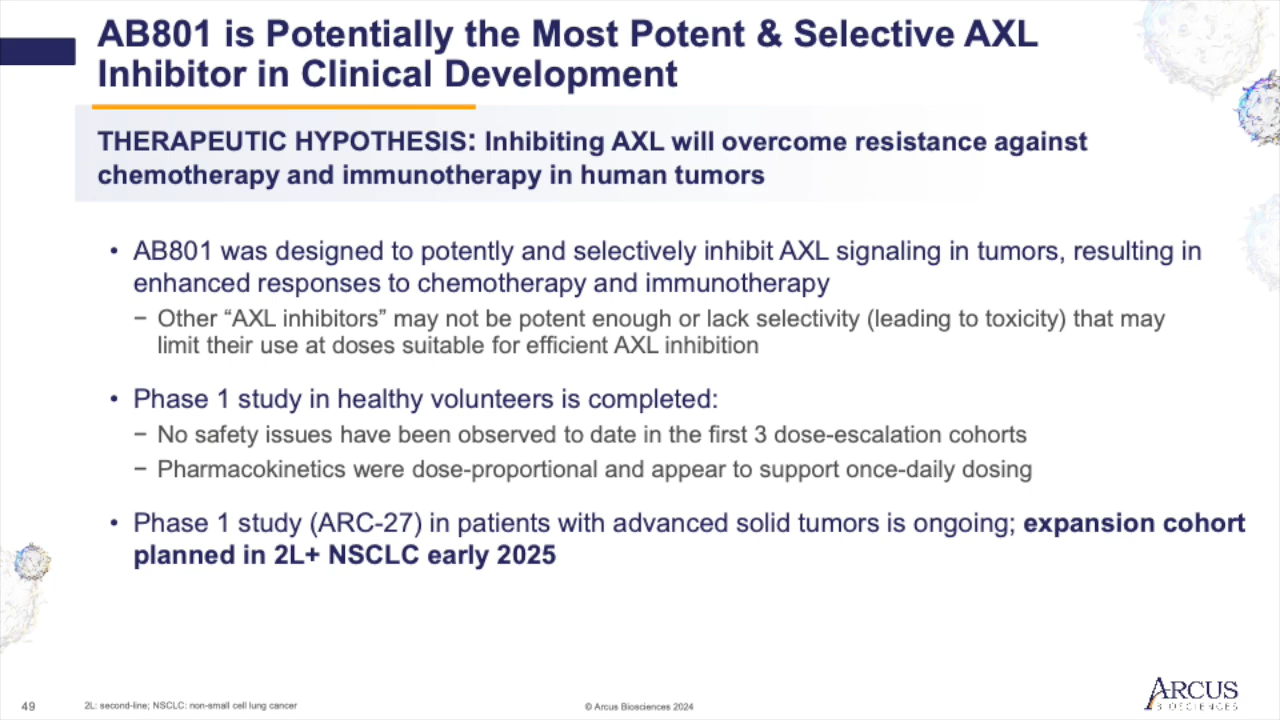 AB801 is Potentially the Most Potent & Selective AXL
Inhibitor in Clinical Development
THERAPEUTIC HYPOTHESIS: Inhibiting AXL will overcome resistance against
chemotherapy and immunotherapy in human tumors
• AB801 was designed to potently and selectively inhibit AXL signaling in tumors, resulting in
enhanced responses to chemotherapy and immunotherapy
− Other “AXL inhibitors” may not be potent enough or lack selectivity (leading to toxicity) that may
limit their use at doses suitable for efficient AXL inhibition
• Phase 1 study in healthy volunteers is completed:
− No safety issues have been observed to date in the first 3 dose-escalation cohorts
− Pharmacokinetics were dose-proportional and appear to support once-daily dosing
• Phase 1 study (ARC-27) in patients with advanced solid tumors is ongoing; expansion cohort
planned in 2L+ NSCLC early 2025
49
2L: second-line; NSCLC: non-small cell lung cancer
© Arcus Biosciences 2024
ARCUS
BIOSCIENCES